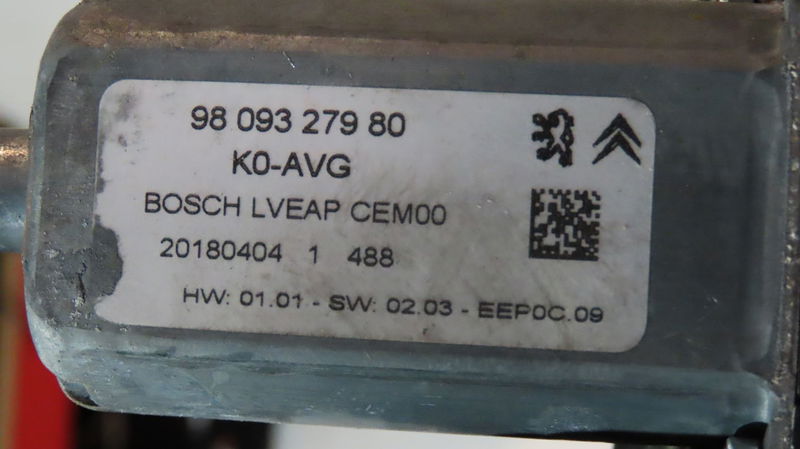 98 093 279 80
K0-AVG
BOSCH LVEAP CEM00
20180404 1 488
HW: 01.01 - SW: 02.03 - EEP0C.09